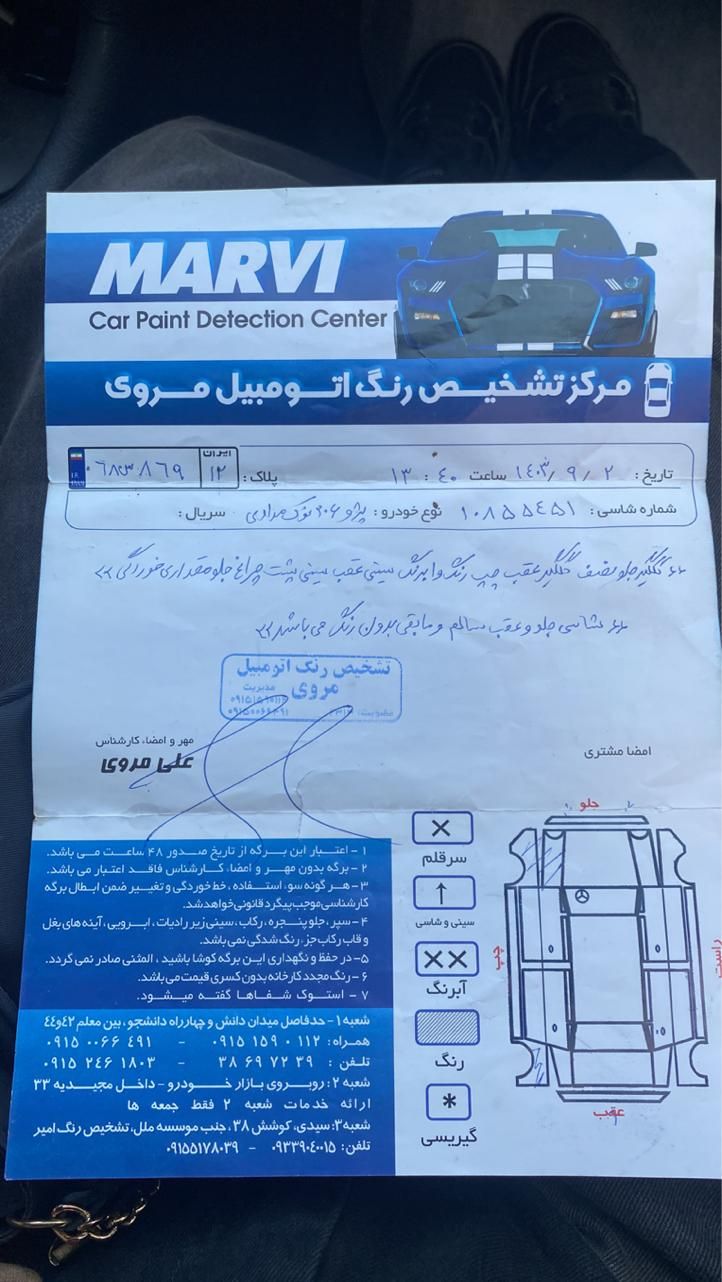 MARVI
Car Paint Detection Center
مرکز تشخیص رنگ اتومبیل مروی
تاریخ: ۱۴۰۳/۹/۲ ساعت ۱۳:۴۰ پلاک: ایران ۱۲
شماره شاسی: ۱۰۸۵۵۴۵۱ نوع خودرو: پژو ۲۰۶ نوک مدادی سریال:
گلگیر جلو نصف گلگیر عقب چپ رنگ سینی عقب سینی پشت چراغ جلو مقداری خوردگی
شاسی جلو و عقب سالم و مابقی بدون رنگ می باشد
تشخیص رنگ اتومبیل
مروی
مدیریت
عضویت:
امضا مشتری
مهر و امضاء کارشناس
علی مروی
جلو
چپ
راست
عقب
سرقلم
سینی و شاسی
آبرنگ
رنگ
گیریسی
۱- اعتبار این برگه از تاریخ صدور ۴۸ ساعت می باشد.
۲- برگه بدون مهر و امضاء کارشناس فاقد اعتبار می باشد.
۳- هر گونه سوء استفاده، خط خوردگی و تغییر ضمن ابطال برگه
کارشناسی موجب پیگرد قانونی خواهد شد.
۴- سپر، جلو پنجره، رکاب، سینی زیر رادیات، ابرویی، آینه های بغل
و قاب رکاب جزء رنگ شدگی نمی باشد.
۵- در حفظ و نگهداری این برگه کوشا باشید، المثنی صادر نمی گردد.
۶- رنگ مجدد کارخانه بدون کسری قیمت می باشد.
۷- استوک شفاها گفته میشود.
شعبه ۱- حدفاصل میدان دانش و چهارراه دانشجو، بین معلم ۴۲ و ۴۴
همراه: ۰۹۱۵ ۱۵۹ ۰ ۱۱۲ - ۰۹۱۵ ۰۰۶۶ ۴۹۱
تلفن: ۳۸ ۶۹ ۷۲ ۳۹ - ۰۹۱۵ ۲۴۶ ۱۸۰۳
شعبه ۲: روبروی بازار خودرو - داخل مجیدیه ۳۳
ارائه خدمات شعبه ۲ فقط جمعه ها
شعبه ۳: سیدی، کوشش ۳۸، جنب موسسه ملل، تشخیص رنگ امیر
تلفن: ۰۹۳۳۹۰۴۰۰۱۵ - ۰۹۱۵۵۱۷۸۰۳۹